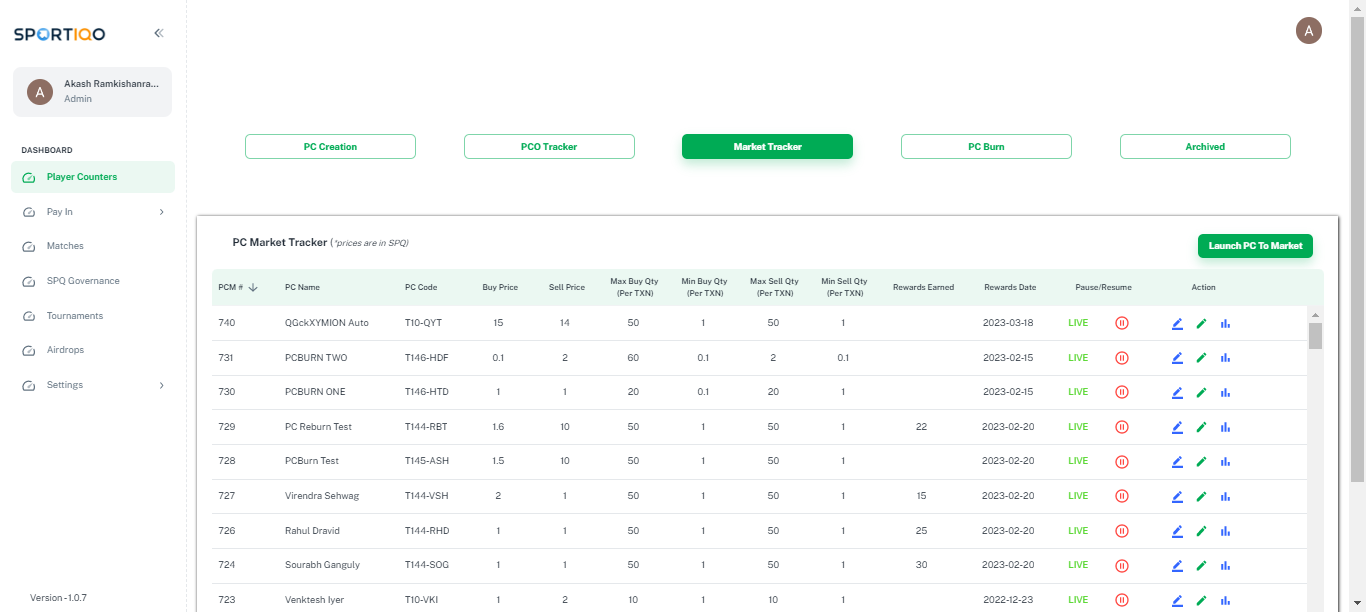 SPORTIQO
A
A
Akash Ramkishanra...
Admin
DASHBOARD
Player Counters
Pay In
Matches
SPQ Governance
Tournaments
Airdrops
Settings
Version -1.0.7
PC Creation
PCO Tracker
Market Tracker
PC Burn
Archived
PC Market Tracker (*prices are in SPQ)
Launch PC To Market
PCM # PC Name PC Code Buy Price Sell Price Max Buy Qty (Per TXN) Min Buy Qty (Per TXN) Max Sell Qty (Per TXN) Min Sell Qty (Per TXN) Rewards Earned Rewards Date Pause/Resume Action
740 QGckXYMION Auto T10-QYT 15 14 50 1 50 1 2023-03-18 LIVE
731 PCBURN TWO T146-HDF 0.1 2 60 0.1 2 0.1 2023-02-15 LIVE
730 PCBURN ONE T146-HTD 1 1 20 0.1 20 1 2023-02-15 LIVE
729 PC Reburn Test T144-RBT 1.6 10 50 1 50 1 22 2023-02-20 LIVE
728 PCBurn Test T145-ASH 1.5 10 50 1 50 1 2023-02-20 LIVE
727 Virendra Sehwag T144-VSH 2 1 50 1 50 1 15 2023-02-20 LIVE
726 Rahul Dravid T144-RHD 1 1 50 1 50 1 25 2023-02-20 LIVE
724 Sourabh Ganguly T144-SOG 1 1 50 1 50 1 30 2023-02-20 LIVE
723 Venktesh Iyer T10-VKI 1 2 10 1 10 1 2022-12-23 LIVE